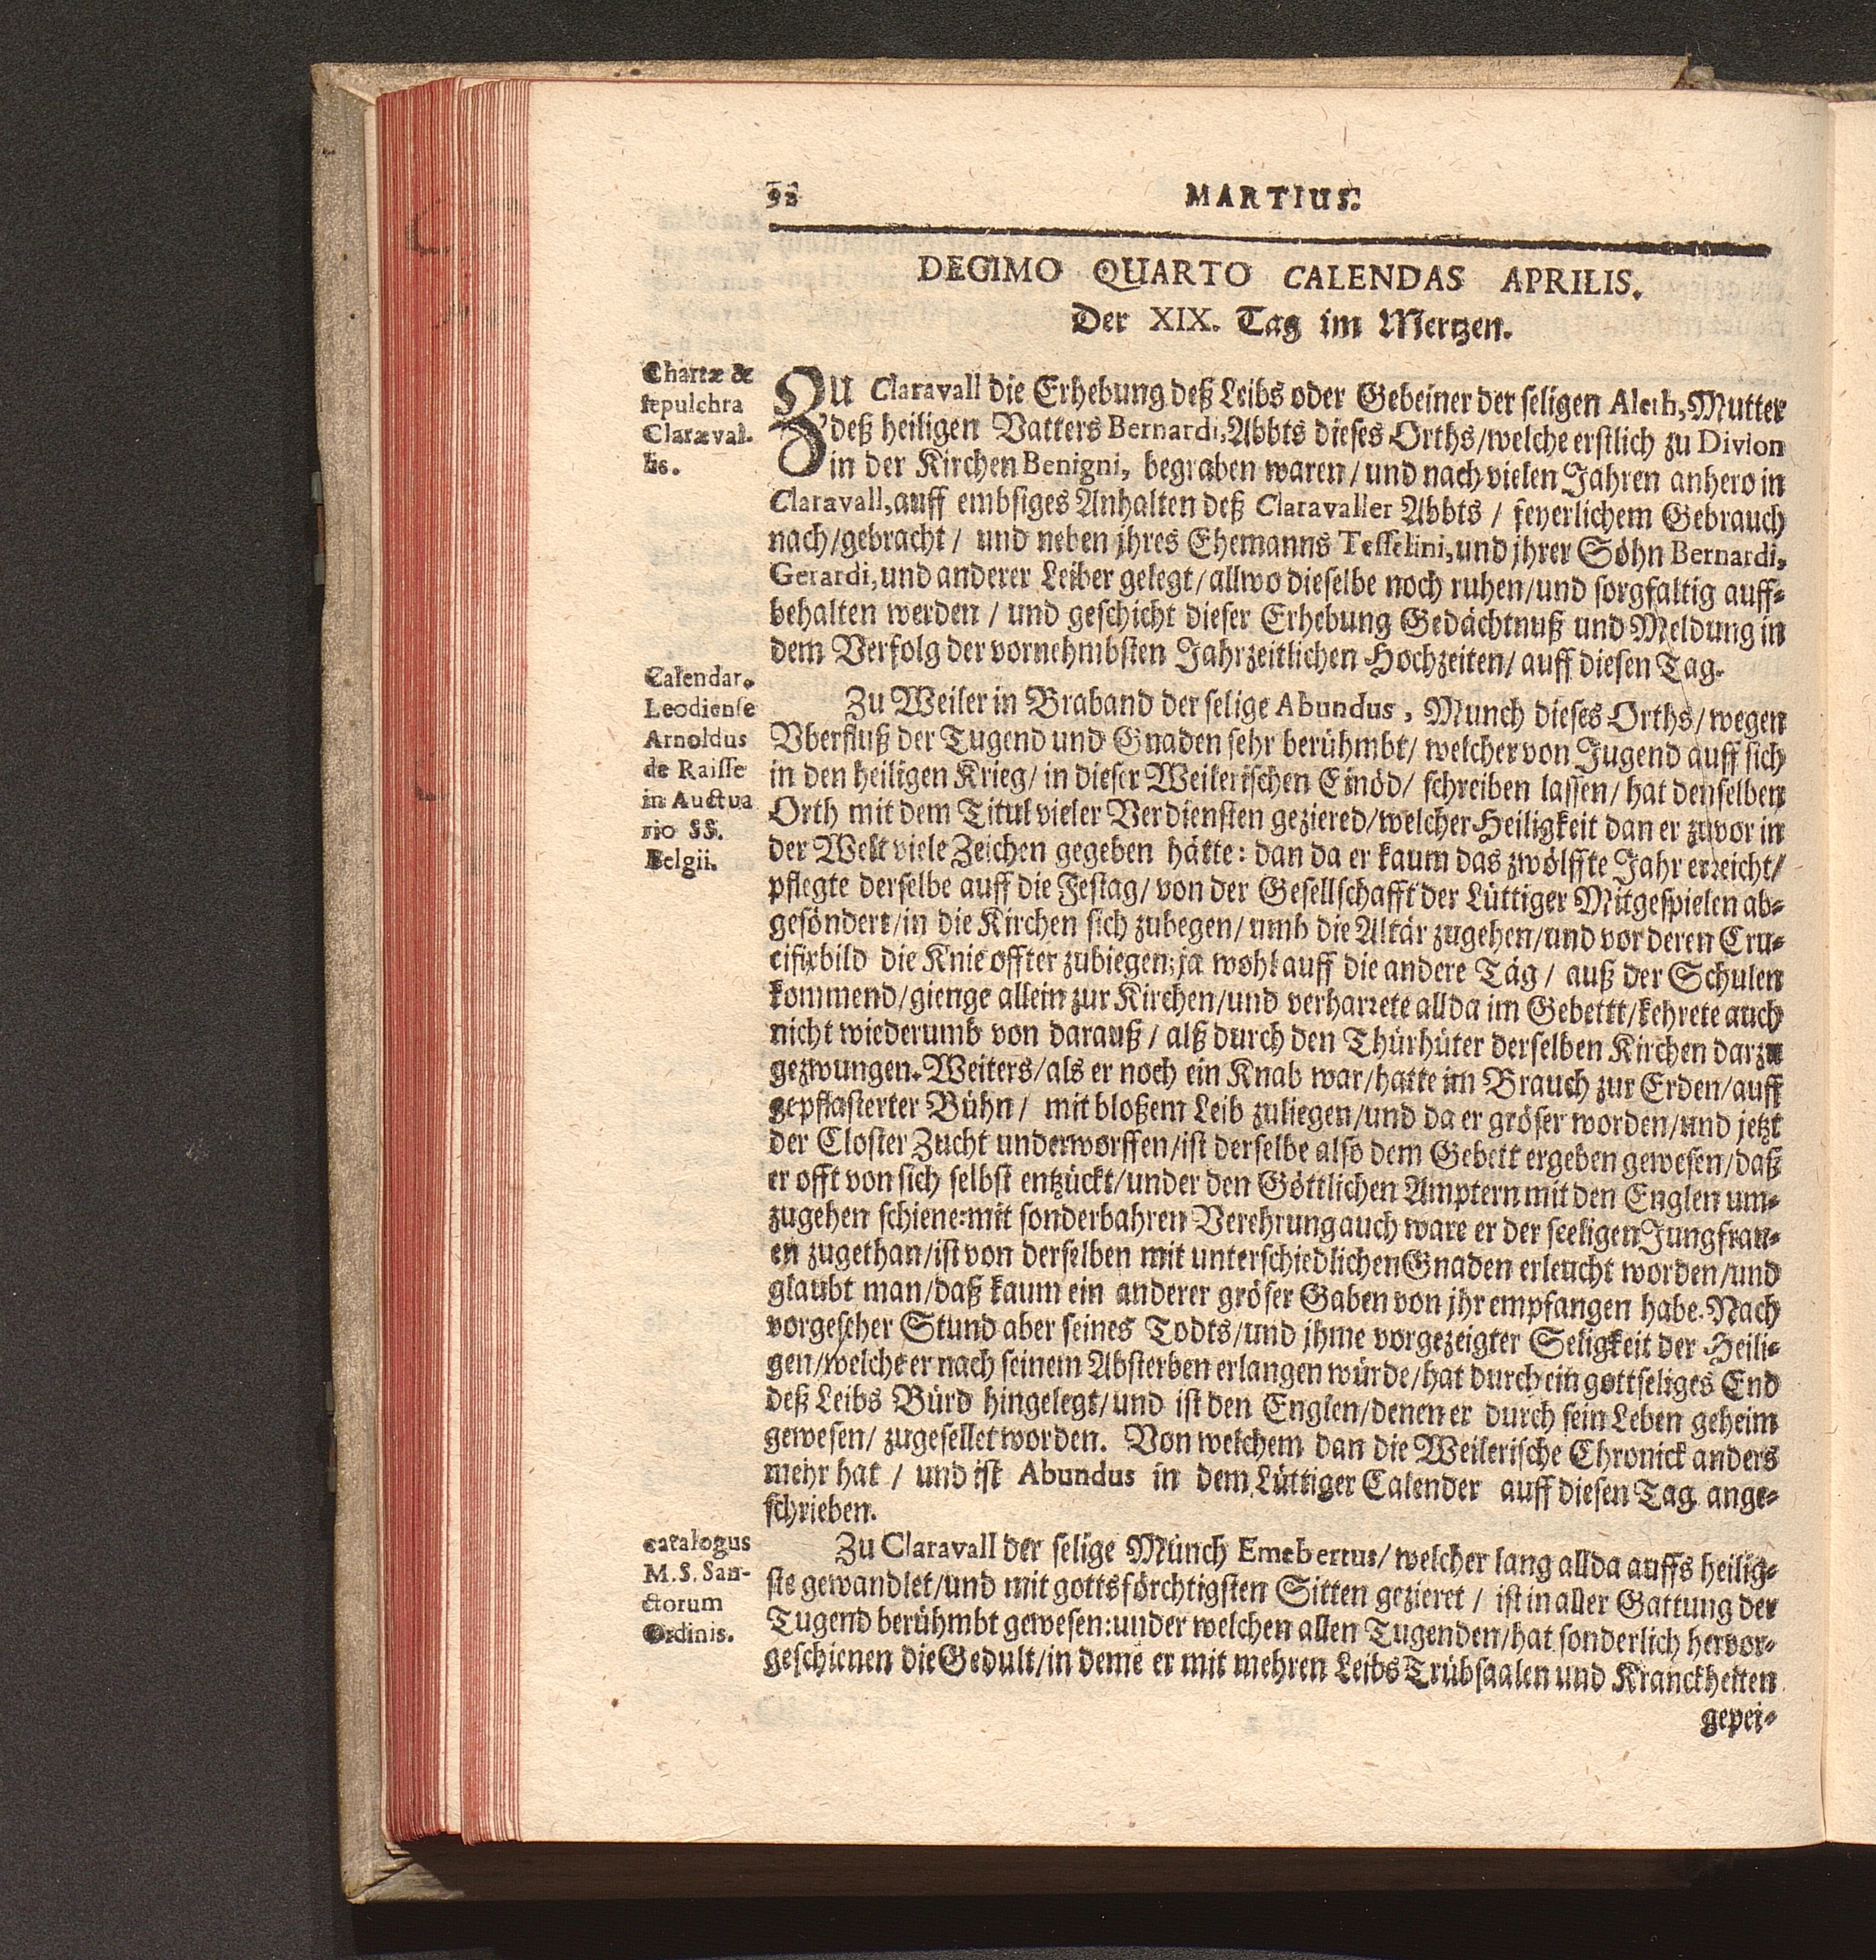 92 MARTIUS.
DECIMO QUARTO CALENDAS APRILIS.
Der XIX. Tag im Mertzen.
Chartæ &
sepulchra
Claræval-
lis.
ZU Claravall die Erhebung deß Leibs oder Gebeiner der seligen Aleth, Mutter
deß heiligen Vatters Bernardi, Abbts dieses Orths/welche erstlich zu Divion
in der Kirchen Benigni, begraben waren/ und nach vielen Jahren anhero in
Claravall, auff embsiges Anhalten deß Claravaller Abbts / feyerlichem Gebrauch
nach/gebracht/ und neben jhres Ehemanns Tesselini, und jhrer Söhn Bernardi,
Gerardi, und anderer Leiber gelegt/allwo dieselbe noch ruhen/und sorgfaltig auff-
behalten werden / und geschicht dieser Erhebung Gedächtnuß und Meldung in
dem Verfolg der vornehmbsten Jahrzeitlichen Hochzeiten/ auff diesen Tag.
Calendar.
Leodiense
Arnoldus
de Raisse
in Auctua
rio SS.
Belgii.
Zu Weiler in Braband der selige Abundus, Munch dieses Orths/wegen
Vberfluß der Tugend und Gnaden sehr berühmbt/ welcher von Jugend auff sich
in den heiligen Krieg/ in dieser Weilerischen Einöd/ schreiben lassen/ hat denselben
Orth mit dem Titul vieler Verdiensten geziered/welcher Heiligkeit dan er zuvor in
der Welt viele Zeichen gegeben hätte: dan da er kaum das zwölffte Jahr erreicht/
pflegte derselbe auff die Festag/ von der Gesellschafft der Lüttiger Mitgespielen ab-
gesöndert/in die Kirchen sich zubegen/ umb die Altär zugehen/und vor deren Cru-
cifixbild die Knie offter zubiegen; ja wohl auff die andere Täg / auß der Schulen
kommend/gienge allein zur Kirchen/und verharrete allda im Gebettt/kehrete auch
nicht wiederumb von darauß / alß durch den Thürhüter derselben Kirchen darzu
gezwungen. Weiters/als er noch ein Knab war/hatte im Brauch zur Erden/auff
gepflasterter Bühn/ mit bloßem Leib zuliegen/und da er gröser worden/und jetzt
der Closter Zucht underworffen/ist derselbe also dem Gebett ergeben gewesen/daß
er offt von sich selbst entzückt/under den Göttlichen Amptern mit den Englen um-
zugehen schiene: mit sonderbahren Verehrung auch ware er der seeligen Jungfrau-
en zugethan/ist von derselben mit unterschiedlichen Gnaden erleucht worden/und
glaubt man/daß kaum ein anderer gröser Gaben von jhr empfangen habe. Nach
vorgesehener Stund aber seines Todts/und jhme vorgezeigter Seligkeit der Heili-
gen/welche er nach seinem Absterben erlangen würde/hat durch ein gottseliges End
deß Leibs Bürd hingelegt/und ist den Englen/denen er durch sein Leben geheim
gewesen/ zugesellet worden. Von welchem dan die Weilerische Chronick anders
mehr hat / und ist Abundus in dem Lüttiger Calender auff diesen Tag ange-
schrieben.
catalogus
M.S. San-
ctorum
Ordinis.
Zu Claravall der selige Münch Emebertus/ welcher lang allda auffs heilig-
ste gewandlet/und mit gottsförchtigsten Sitten gezieret / ist in aller Gattung der
Tugend berühmbt gewesen: under welchen allen Tugenden/hat sonderlich hervor-
geschienen die Gedult/in deme er mit mehren Leibs Trübsaalen und Kranckheiten
gepei-